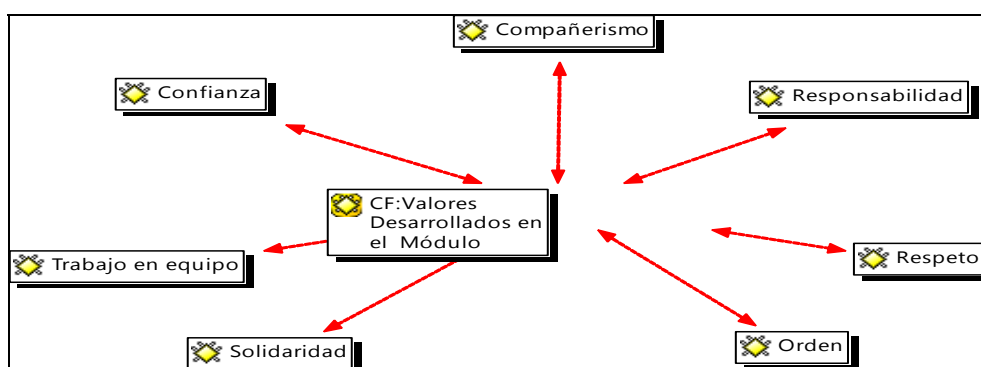 Compañerismo
Confianza
Responsabilidad
CF:Valores
Desarrollados en
el Módulo
Trabajo en equipo
Respeto
Solidaridad
Orden